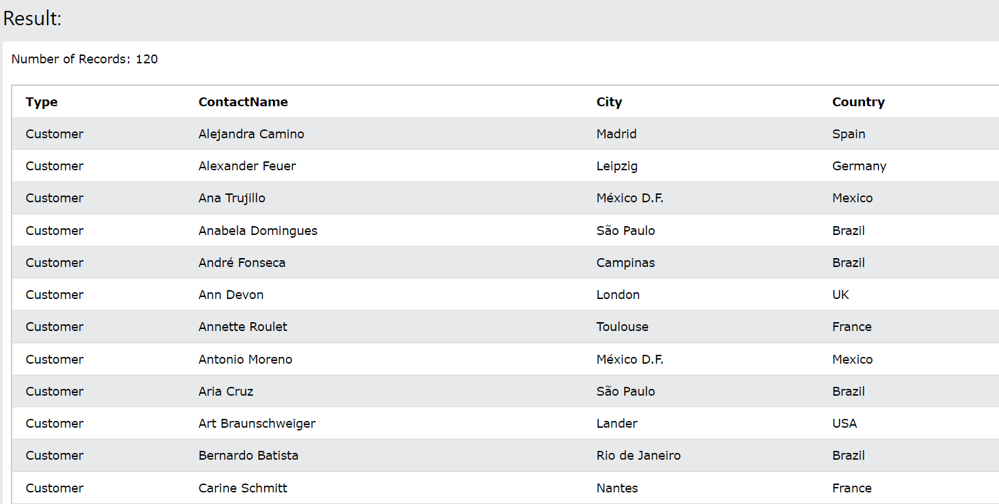 Result:
Number of Records: 120
Type ContactName City Country
Customer Alejandra Camino Madrid Spain
Customer Alexander Feuer Leipzig Germany
Customer Ana Trujillo México D.F. Mexico
Customer Anabela Domingues São Paulo Brazil
Customer André Fonseca Campinas Brazil
Customer Ann Devon London UK
Customer Annette Roulet Toulouse France
Customer Antonio Moreno México D.F. Mexico
Customer Aria Cruz São Paulo Brazil
Customer Art Braunschweiger Lander USA
Customer Bernardo Batista Rio de Janeiro Brazil
Customer Carine Schmitt Nantes France